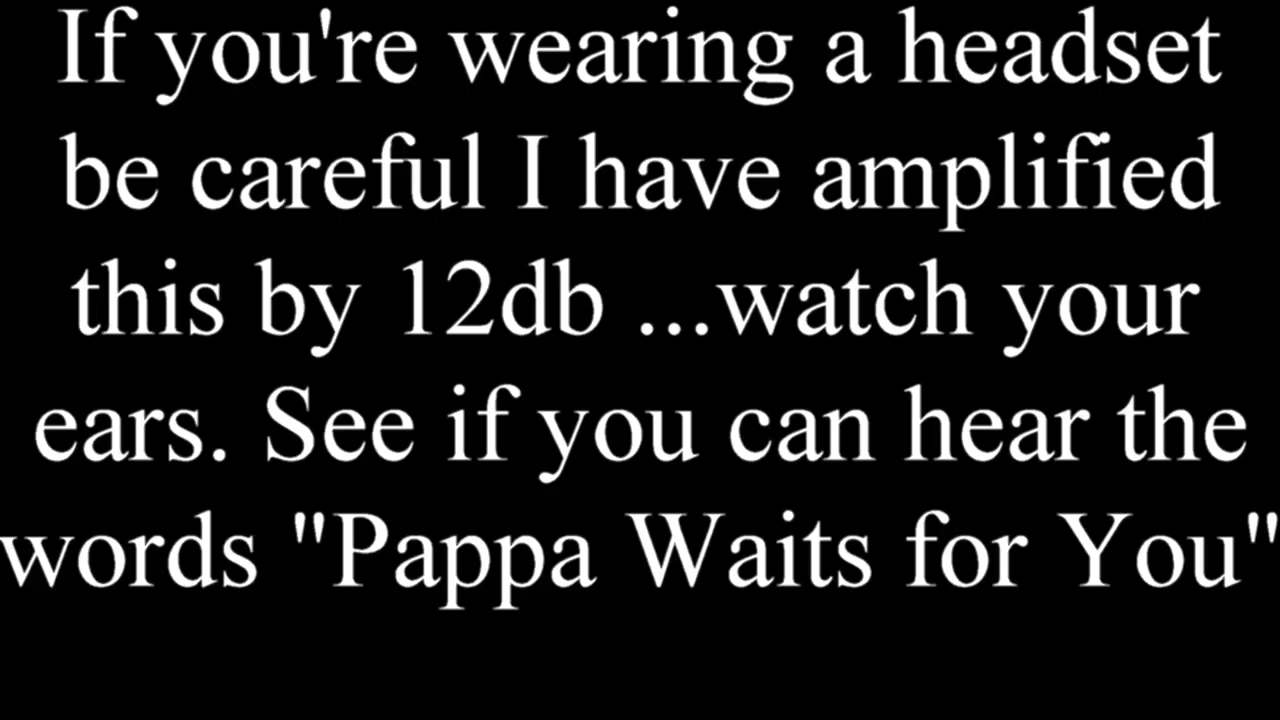 If you're wearing a headset
be careful I have amplified
this by 12db ...watch your
ears. See if you can hear the
words "Pappa Waits for You"